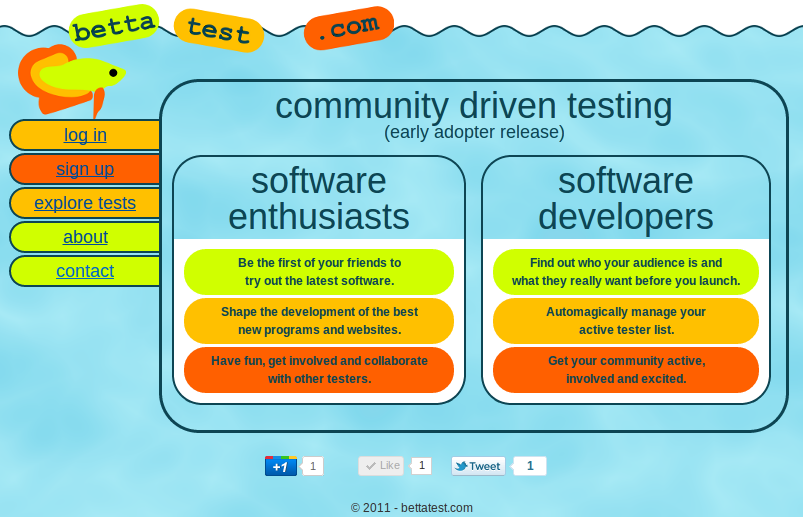 betta test .com
log in
sign up
explore tests
about
contact
community driven testing
(early adopter release)
software
enthusiasts
Be the first of your friends to
try out the latest software.
Shape the development of the best
new programs and websites.
Have fun, get involved and collaborate
with other testers.
software
developers
Find out who your audience is and
what they really want before you launch.
Automagically manage your
active tester list.
Get your community active,
involved and excited.
+1 1 Like 1 Tweet 1
© 2011 - bettatest.com